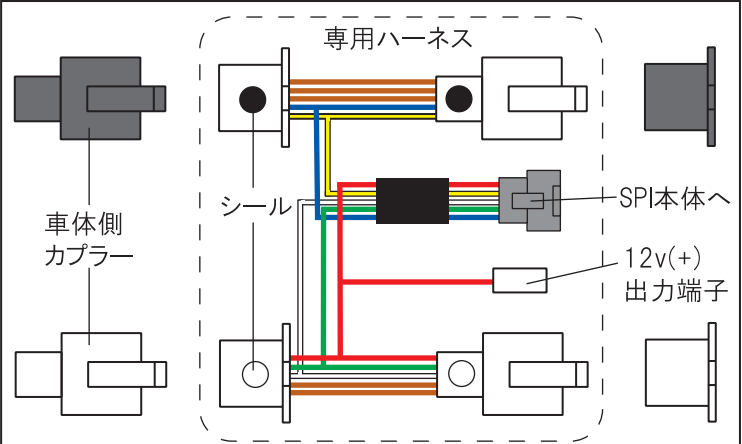 専用ハーネス
シール
車体側
カプラー
SPI本体へ
12v(+)
出力端子